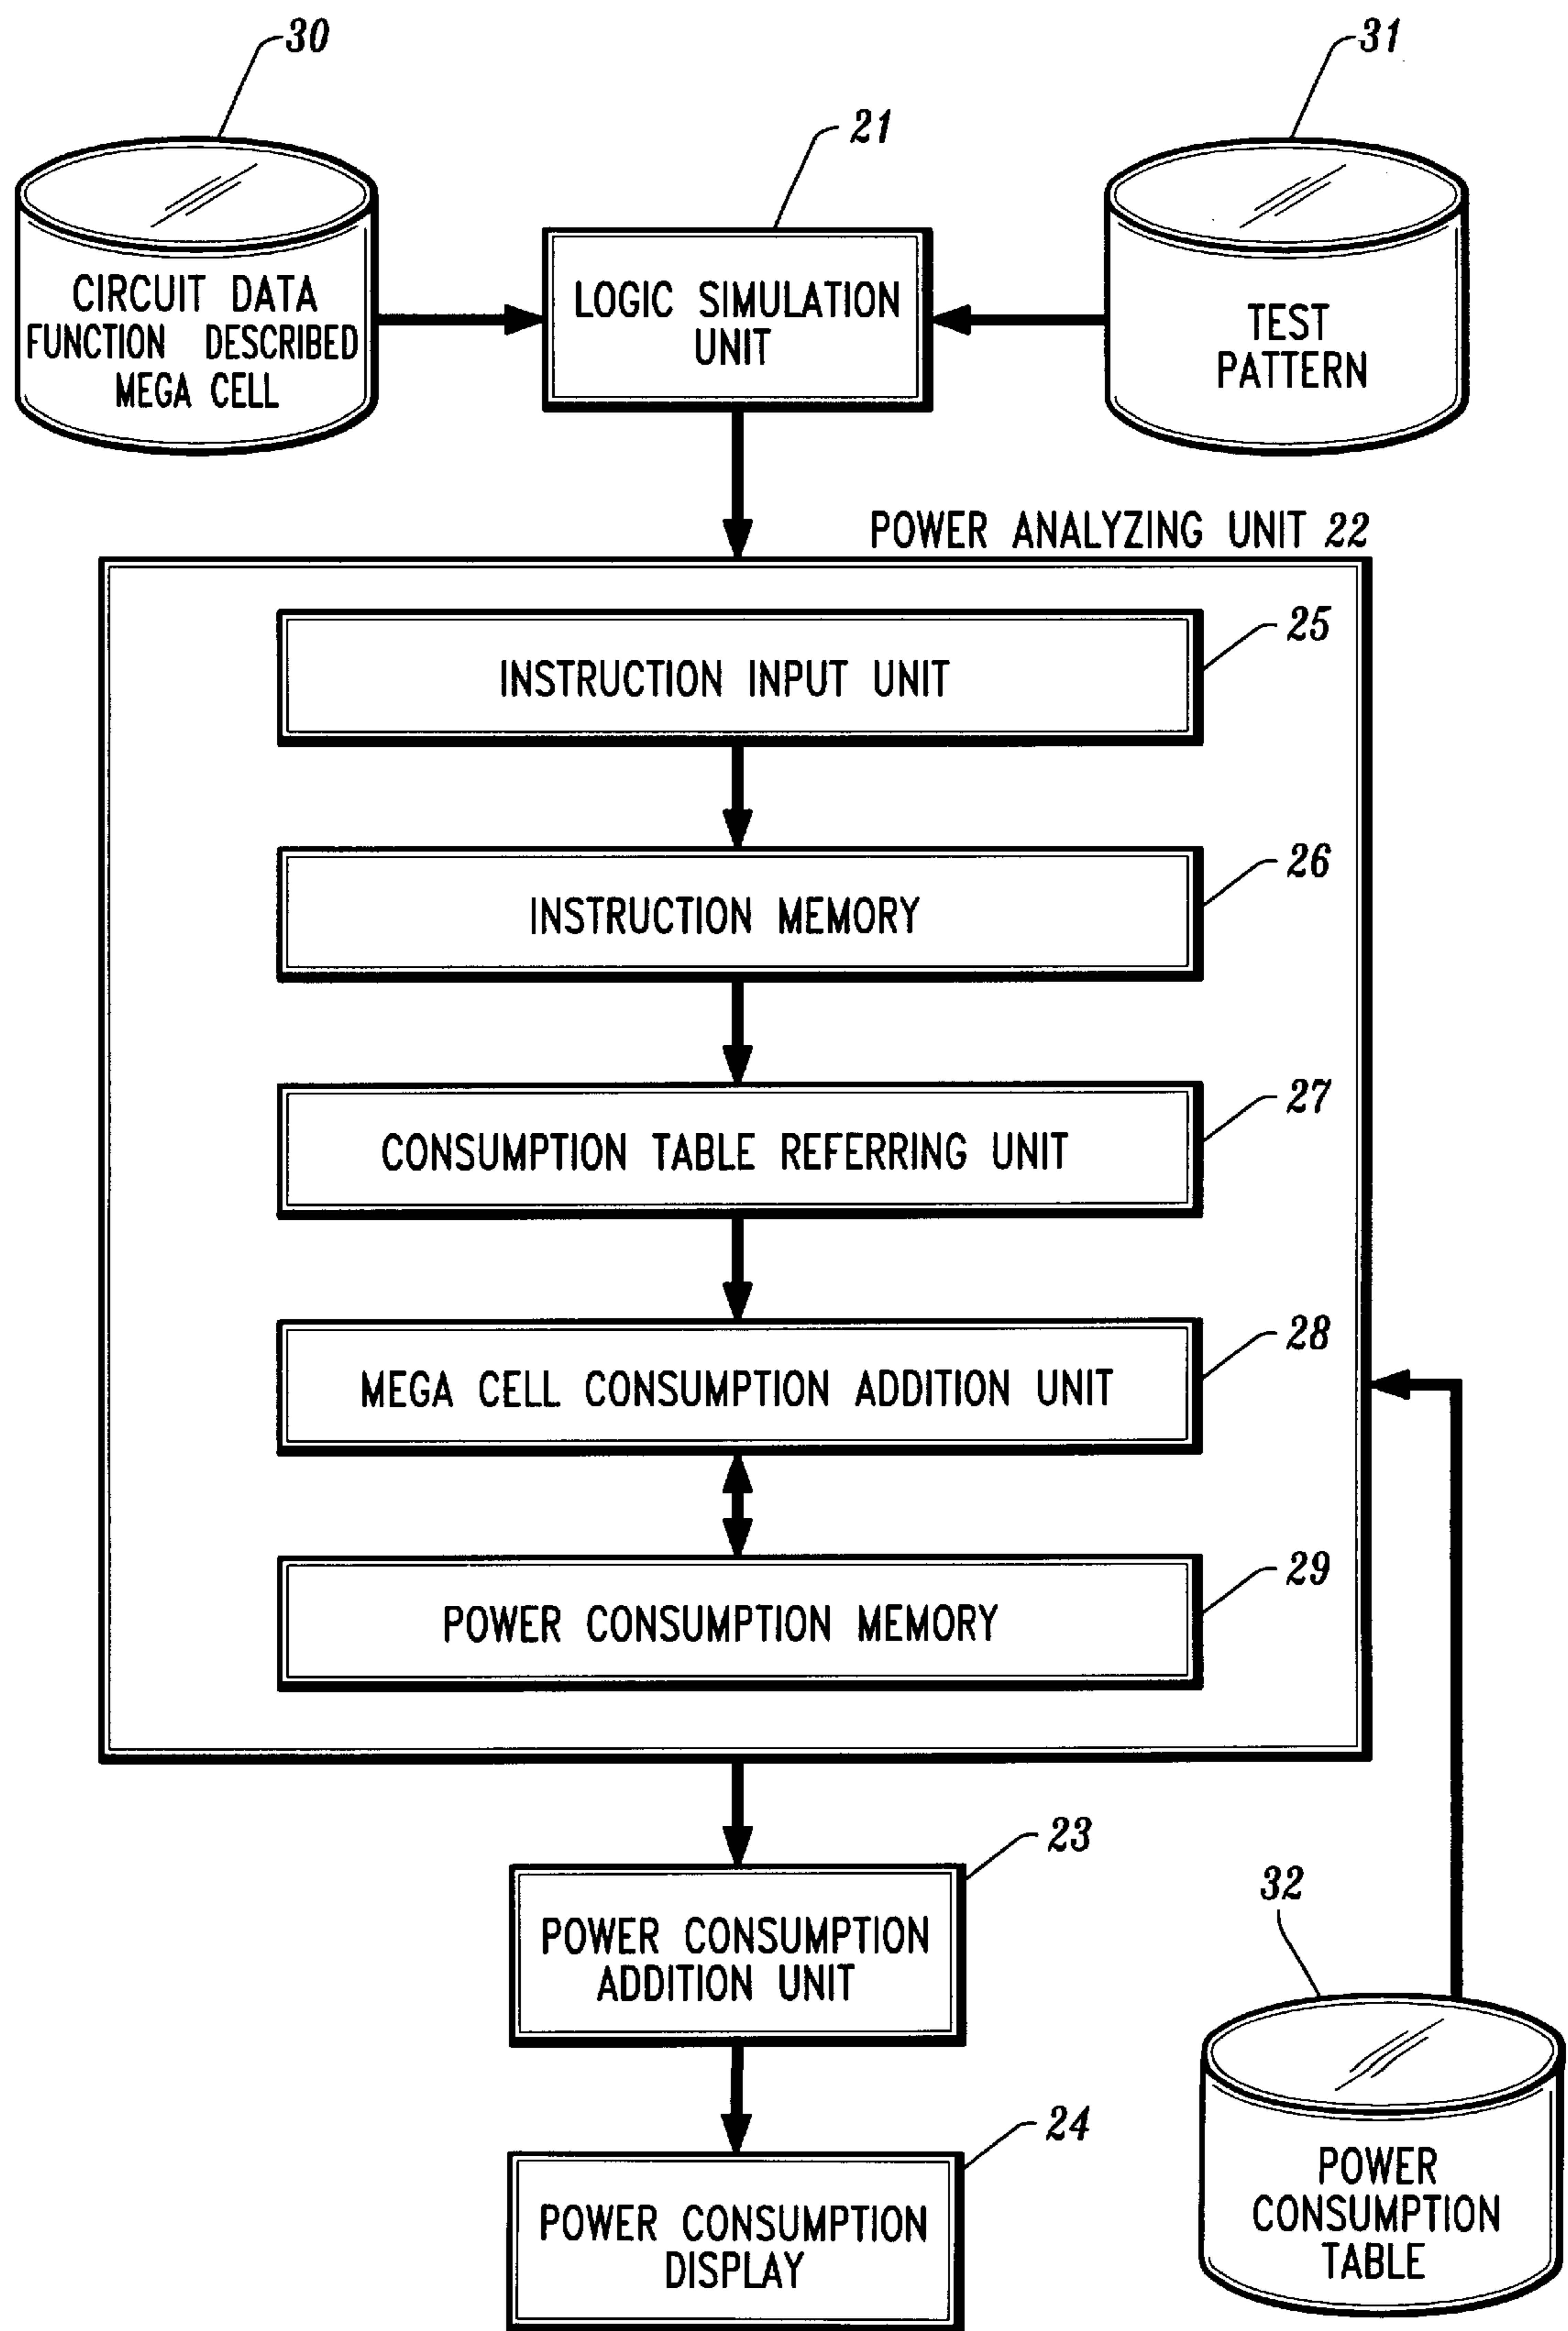 30
31
21
CIRCUIT DATA
FUNCTION DESCRIBED
MEGA CELL
LOGIC SIMULATION
UNIT
TEST
PATTERN
POWER ANALYZING UNIT 22
25
INSTRUCTION INPUT UNIT
26
INSTRUCTION MEMORY
27
CONSUMPTION TABLE REFERRING UNIT
28
MEGA CELL CONSUMPTION ADDITION UNIT
29
POWER CONSUMPTION MEMORY
23
POWER CONSUMPTION
ADDITION UNIT
32
24
POWER CONSUMPTION
DISPLAY
POWER
CONSUMPTION
TABLE